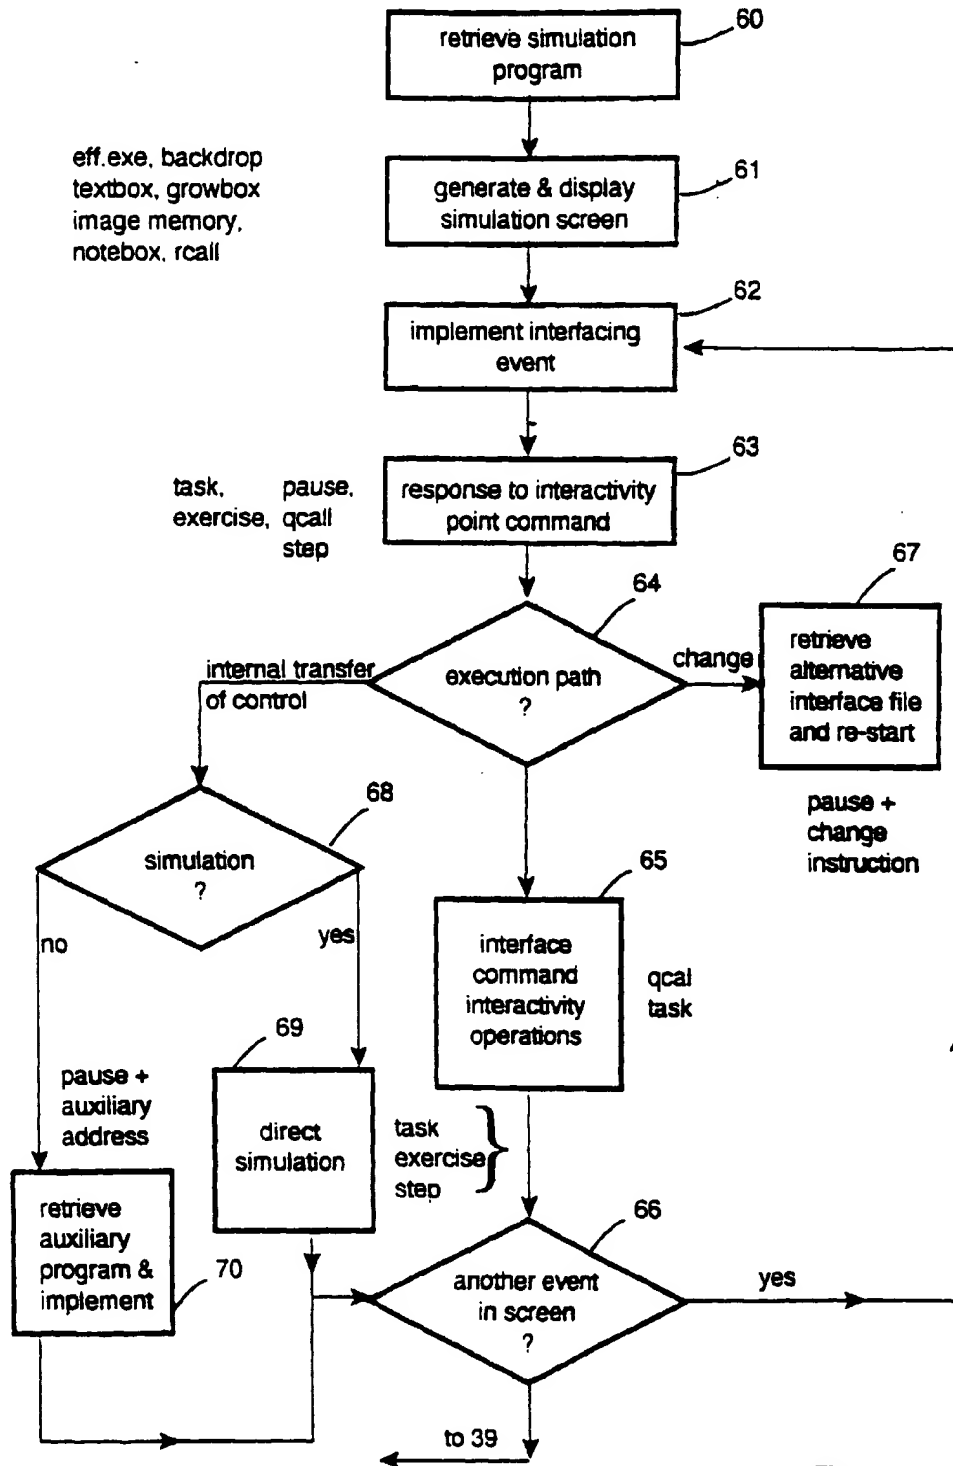 retrieve simulation
program
60
eff.exe, backdrop
textbox, growbox
image memory,
notebox, rcall
generate & display
simulation screen
61
implement interfacing
event
62
task,
exercise,
pause,
qcall
step
response to interactivity
point command
63
execution path
?
64
internal transfer
of control
change
retrieve
alternative
interface file
and re-start
67
pause +
change
instruction
simulation
?
68
no
yes
interface
command
interactivity
operations
65
qcal
task
pause +
auxiliary
address
direct
simulation
69
task
exercise
step
retrieve
auxiliary
program &
implement
70
another event
in screen
?
66
yes
to 39